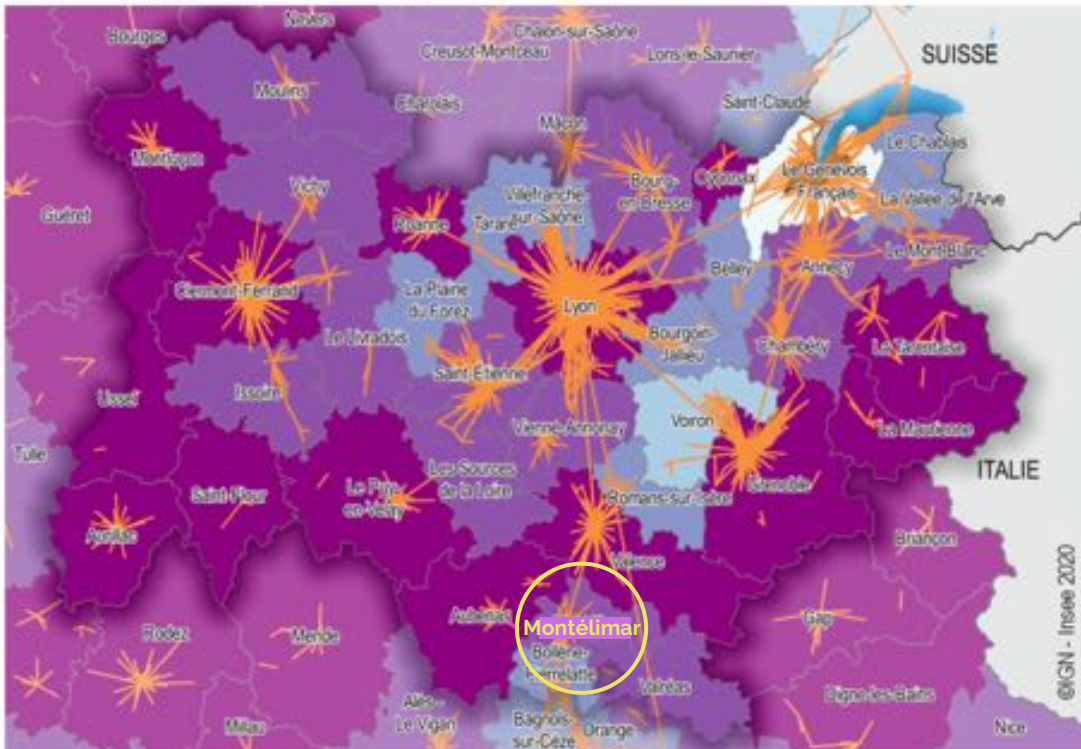 Nevers
Bourges
Chalon-sur-Saône
Creusot-Montceau
Lons-le-Saunier
SUISSE
Moulins
Charolais
Saint-Claude
Mâcon
Le Chablais
Montluçon
Oyonnax
Le Genevois
Français
Vichy
Villefranche-
sur-Saône
Bourg-
en-Bresse
La Vallée de l'Arve
Guéret
Roanne
Tarare
Le Mont Blanc
Belley
Annecy
Clermont-Ferrand
La Plaine
du Forez
Lyon
Le Livradois
Bourgoin-
Jallieu
Chambéry
La Tarentaise
Saint-Etienne
Ussel
Issoire
Vienne-Annonay
Voiron
La Maurienne
Tulle
ITALIE
Les Sources
de la Loire
Saint-Flour
Le Puy-
en-Velay
Romans-sur-Isère
Grenoble
Aurillac
Briançon
Valence
Aubenas
Montélimar
Gap
Rodez
Mende
Bollène-
Pierrelatte
Valréas
Digne-les-Bains
Alès -
Le Vigan
Millau
Bagnols-
sur-Cèze
Orange
Nice
©IGN - Insee 2020